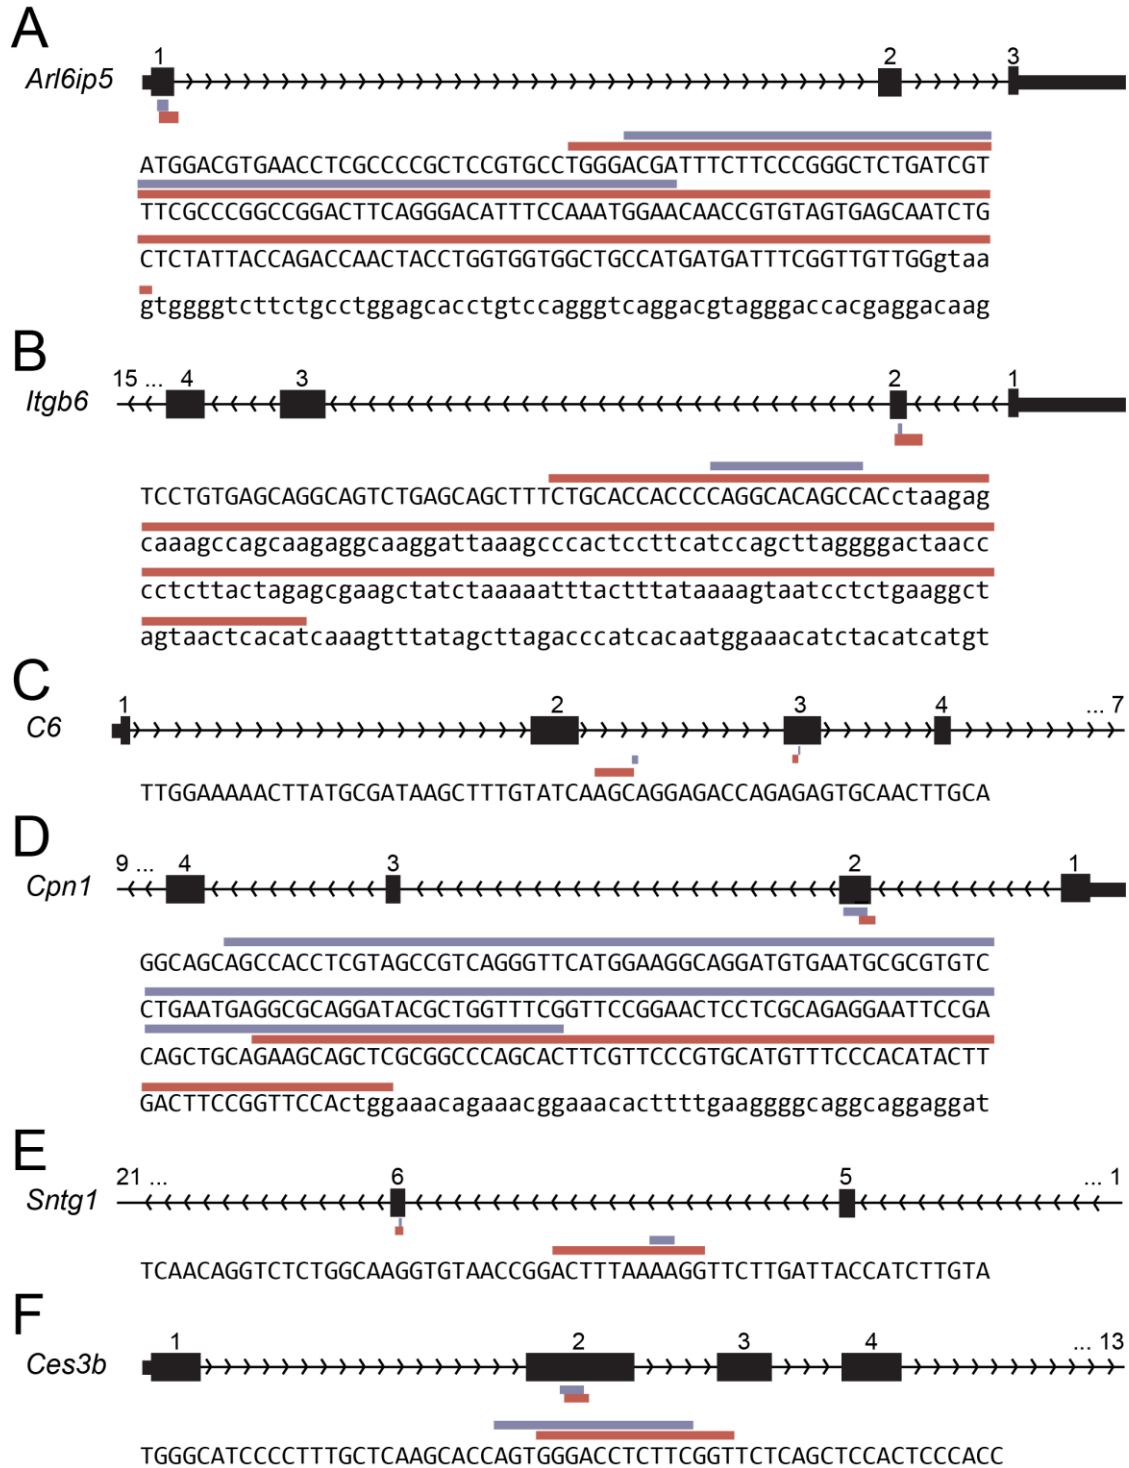 A
Arl6ip5
1 2 3
ATGGACGTGAACCTCGCCCCGCTCCGTGCCTGGGACGATTTCTTCCCGGGCTCTGATCGT
TTCGCCCGGCCGGACTTCAGGGACATTTCCAAATGGAACAACCGTGTAGTGAGCAATCTG
CTCTATTACCAGACCAACTACCTGGTGGTGGCTGCCATGATGATTTCGGTTGTTGGgtaa
gtggggtcttctgcctggagcacctgtccagggtcaggacgtagggaccacgaggacaag
B
Itgb6
15 ... 4 3 2 1
TCCTGTGAGCAGGCAGTCTGAGCAGCTTTCTGCACCACCCCAGGCACAGCCACCctaagag
caaagccagcaagaggcaaggattaaagcccactccttcatccagcttaggggactaacc
cctcttactagagcgaagctatctaaaaatttactttataaaagtaatcctctgaaggct
agtaactcacatcaaagtttatagcttagacccatcacaatggaaacatctacatcatgt
C
C6
1 2 3 4 ... 7
TTGGAAAAACTTATGCGATAAGCTTTGTATCAAGCAGGAGACCAGAGAGTGCAACTTGCA
D
Cpn1
9 ... 4 3 2 1
GGCAGCAGCCACCTCGTAGCCGTCAGGGTTCATGGAAGGCAGGATGTGAATGCGCGTGTC
CTGAATGAGGCGCAGGATACGCTGGTTTCGGTTCCGGAACTCCTCGCAGAGGAATTCCGA
CAGCTGCAGAAGCAGCTCGCGGCCCAGCACTTCGTTCCCGTGCATGTTTCCCACATACTT
GACTTCCGGTTCCACtggaaacagaaacggaaacacttttgaaggggcaggcaggaggat
E
Sntg1
21 ... 6 5 ... 1
TCAACAGGTCTCTGGCAAGGTGTAACCGGACTTTAAAAGGTTCTTGATTACCATCTTGTA
F
Ces3b
1 2 3 4 ... 13
TGGGCATCCCCTTTGCTCAAGCACCAGTGGGACCTCTTCGGTTCTCAGCTCCACTCCCACC